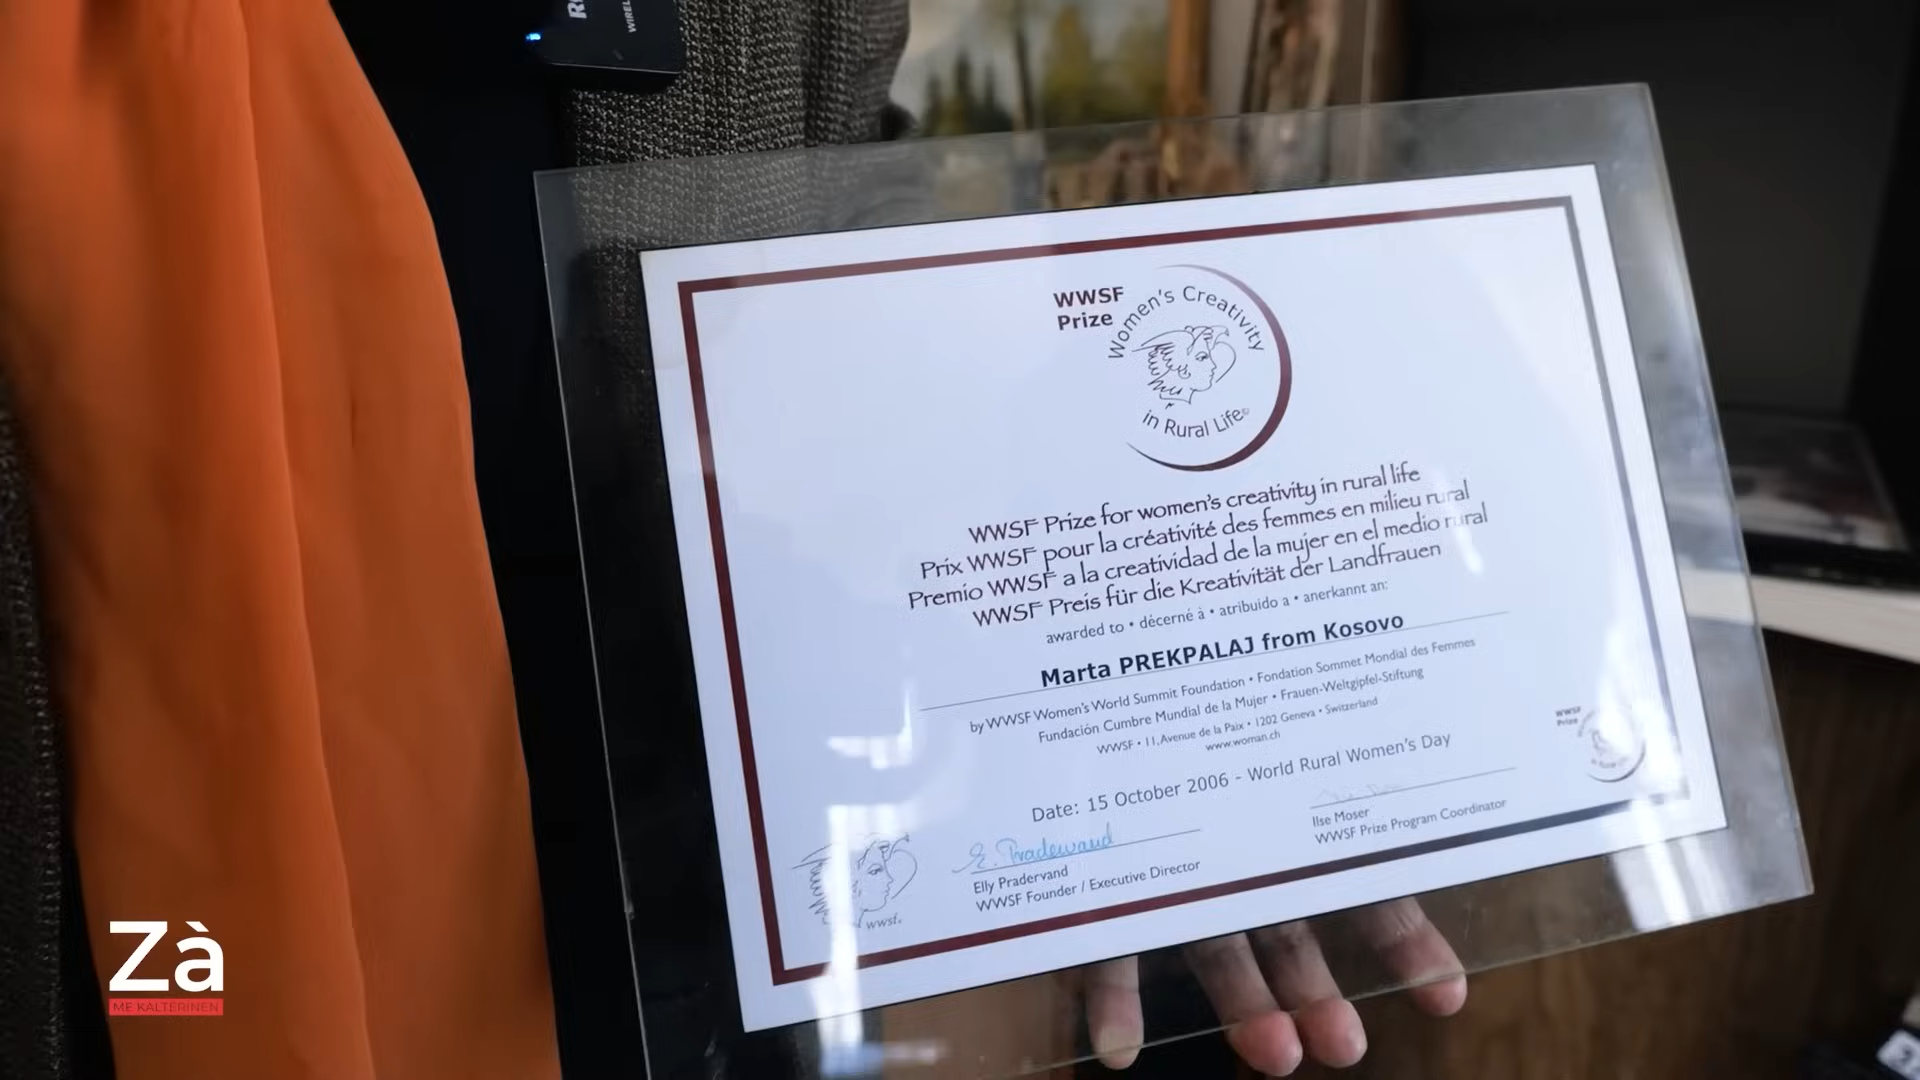 WIREL
WWSF
Prize
Women's Creativity
in Rural Life©
WWSF Prize for women's creativity in rural life
Prix WWSF pour la créativité des femmes en milieu rural
Premio WWSF a la creatividad de la mujer en el medio rural
WWSF Preis für die Kreativität der Landfrauen
awarded to • décerné à • atribuido a • anerkannt an:
Marta PREKPALAJ from Kosovo
by WWSF Women's World Summit Foundation • Fondation Sommet Mondial des Femmes
Fundación Cumbre Mundial de la Mujer • Frauen-Weltgipfel-Stiftung
WWSF • 11, Avenue de la Paix • 1202 Geneva • Switzerland
www.woman.ch
Date: 15 October 2006 - World Rural Women's Day
E. Pradervand
Elly Pradervand
WWSF Founder / Executive Director
Ilse Moser
WWSF Prize Program Coordinator
wwsf.
WWSF
Prize
in Rural Life
Zà
ME KALTERINEN